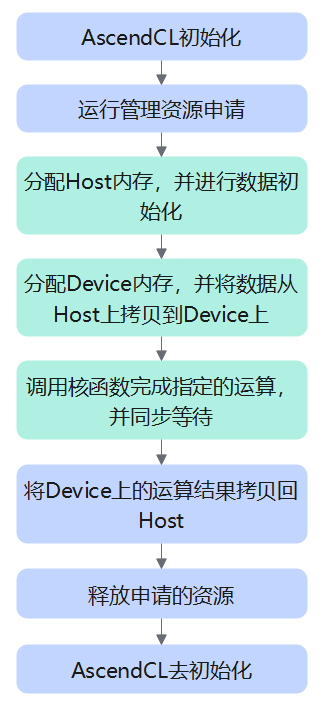 AscendCL初始化
运行管理资源申请
分配Host内存，并进行数据初
始化
分配Device内存，并将数据从
Host上拷贝到Device上
调用核函数完成指定的运算，
并同步等待
将Device上的运算结果拷贝回
Host
释放申请的资源
AscendCL去初始化